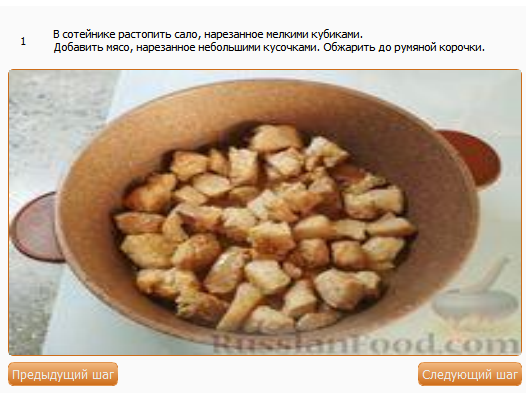 1
В сотейнике растопить сало, нарезанное мелкими кубиками.
Добавить мясо, нарезанное небольшими кусочками. Обжарить до румяной корочки.
RussianFood.com
Предыдущий шаг
Следующий шаг